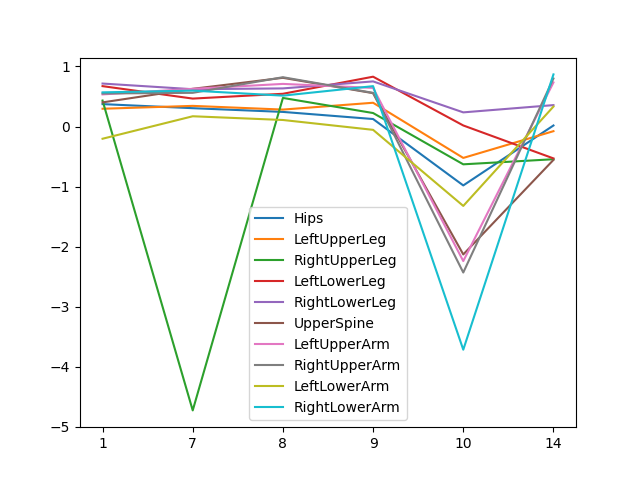 1
0
−1
−2
−3
−4
−5
Hips
LeftUpperLeg
RightUpperLeg
LeftLowerLeg
RightLowerLeg
UpperSpine
LeftUpperArm
RightUpperArm
LeftLowerArm
RightLowerArm
1 7 8 9 10 14